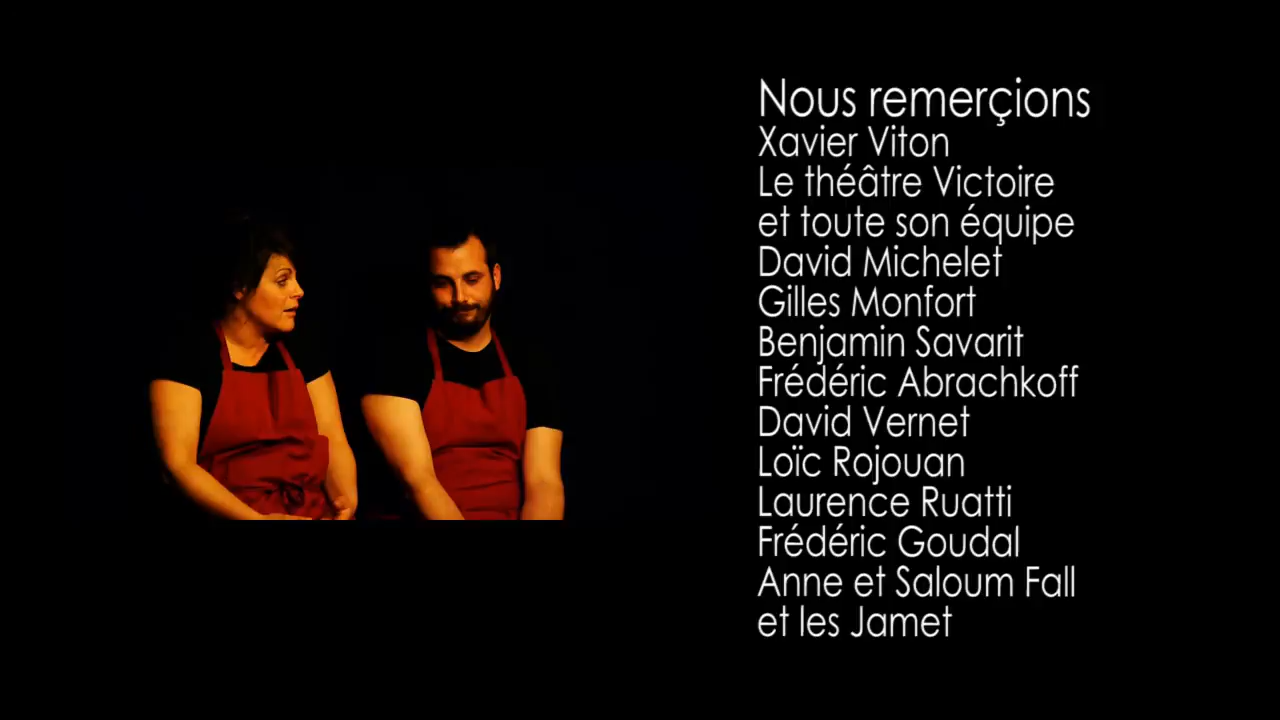 Nous remerçions
Xavier Viton
Le théâtre Victoire
et toute son équipe
David Michelet
Gilles Monfort
Benjamin Savarit
Frédéric Abrachkoff
David Vernet
Loïc Rojouan
Laurence Ruatti
Frédéric Goudal
Anne et Saloum Fall
et les Jamet